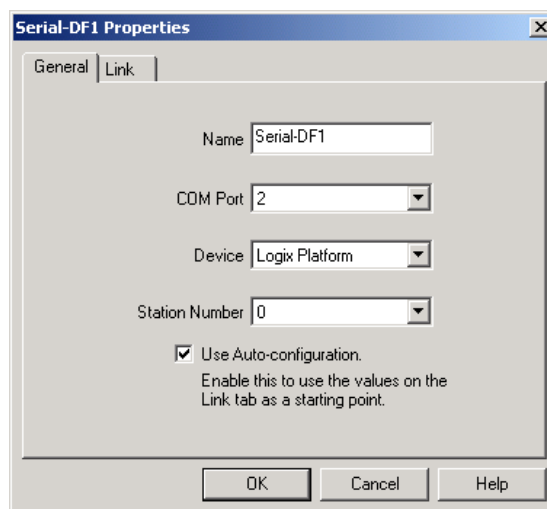 Serial-DF1 Properties
General
Link
Name Serial-DF1
COM Port 2
Device Logix Platform
Station Number 0
Use Auto-configuration.
Enable this to use the values on the
Link tab as a starting point.
OK Cancel Help